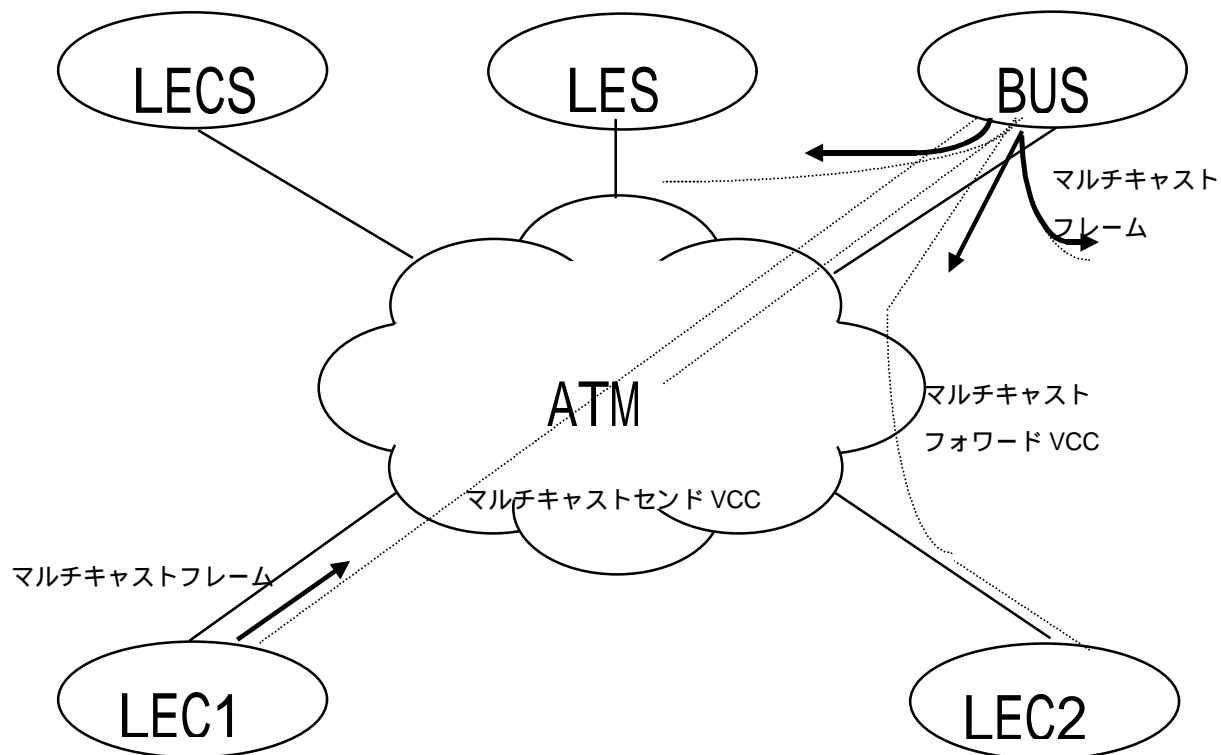 LECS
LES
BUS
マルチキャスト
フレーム
ATM
マルチキャスト
フォワード VCC
マルチキャストセンド VCC
マルチキャストフレーム
LEC1
LEC2